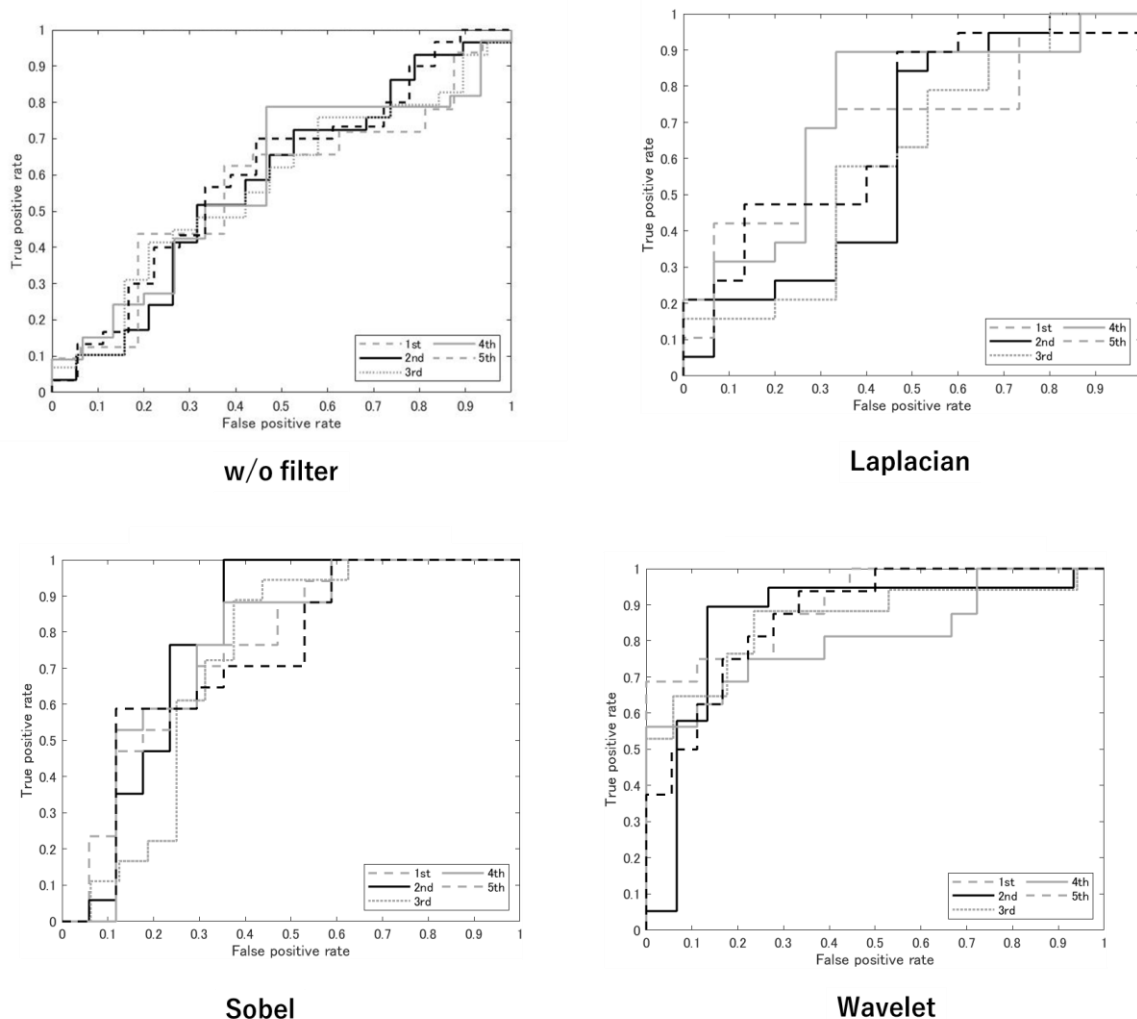 1
0.9
0.8
0.7
0.6
0.5
0.4
0.3
0.2
0.1
0
True positive rate
0 0.1 0.2 0.3 0.4 0.5 0.6 0.7 0.8 0.9 1
False positive rate
1st 4th
2nd 5th
3rd
w/o filter
1
0.9
0.8
0.7
0.6
0.5
0.4
0.3
0.2
0.1
0
True positive rate
0 0.1 0.2 0.3 0.4 0.5 0.6 0.7 0.8 0.9
False positive rate
1st 4th
2nd 5th
3rd
Laplacian
1
0.9
0.8
0.7
0.6
0.5
0.4
0.3
0.2
0.1
0
True positive rate
0 0.1 0.2 0.3 0.4 0.5 0.6 0.7 0.8 0.9 1
False positive rate
1st 4th
2nd 5th
3rd
Sobel
1
0.9
0.8
0.7
0.6
0.5
0.4
0.3
0.2
0.1
0
True positive rate
0 0.1 0.2 0.3 0.4 0.5 0.6 0.7 0.8 0.9 1
False positive rate
1st 4th
2nd 5th
3rd
Wavelet